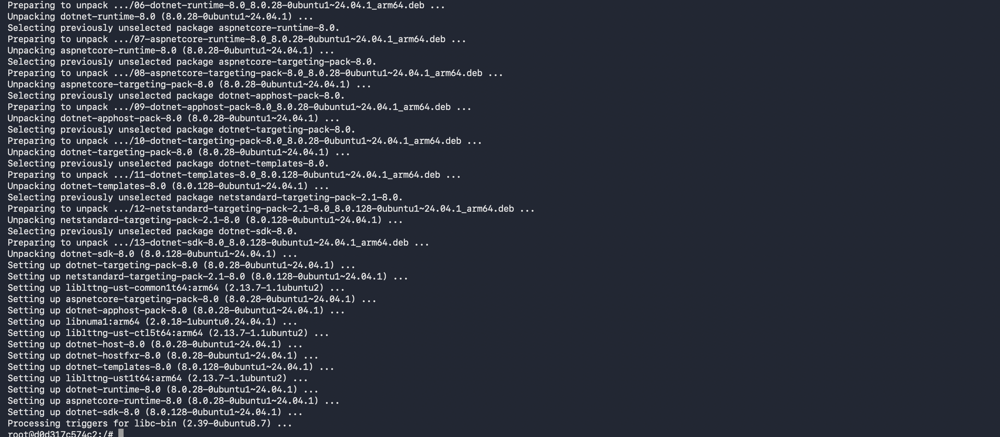 Preparing to unpack .../06-dotnet-runtime-8.0_8.0.28-0ubuntu1~24.04.1_arm64.deb ...
Unpacking dotnet-runtime-8.0 (8.0.28-0ubuntu1~24.04.1) ...
Selecting previously unselected package aspnetcore-runtime-8.0.
Preparing to unpack .../07-aspnetcore-runtime-8.0_8.0.28-0ubuntu1~24.04.1_arm64.deb ...
Unpacking aspnetcore-runtime-8.0 (8.0.28-0ubuntu1~24.04.1) ...
Selecting previously unselected package aspnetcore-targeting-pack-8.0.
Preparing to unpack .../08-aspnetcore-targeting-pack-8.0_8.0.28-0ubuntu1~24.04.1_arm64.deb ...
Unpacking aspnetcore-targeting-pack-8.0 (8.0.28-0ubuntu1~24.04.1) ...
Selecting previously unselected package dotnet-apphost-pack-8.0.
Preparing to unpack .../09-dotnet-apphost-pack-8.0_8.0.28-0ubuntu1~24.04.1_arm64.deb ...
Unpacking dotnet-apphost-pack-8.0 (8.0.28-0ubuntu1~24.04.1) ...
Selecting previously unselected package dotnet-targeting-pack-8.0.
Preparing to unpack .../10-dotnet-targeting-pack-8.0_8.0.28-0ubuntu1~24.04.1_arm64.deb ...
Unpacking dotnet-targeting-pack-8.0 (8.0.28-0ubuntu1~24.04.1) ...
Selecting previously unselected package dotnet-templates-8.0.
Preparing to unpack .../11-dotnet-templates-8.0_8.0.128-0ubuntu1~24.04.1_arm64.deb ...
Unpacking dotnet-templates-8.0 (8.0.128-0ubuntu1~24.04.1) ...
Selecting previously unselected package netstandard-targeting-pack-2.1-8.0.
Preparing to unpack .../12-netstandard-targeting-pack-2.1-8.0_8.0.128-0ubuntu1~24.04.1_arm64.deb ...
Unpacking netstandard-targeting-pack-2.1-8.0 (8.0.128-0ubuntu1~24.04.1) ...
Selecting previously unselected package dotnet-sdk-8.0.
Preparing to unpack .../13-dotnet-sdk-8.0_8.0.128-0ubuntu1~24.04.1_arm64.deb ...
Unpacking dotnet-sdk-8.0 (8.0.128-0ubuntu1~24.04.1) ...
Setting up dotnet-targeting-pack-8.0 (8.0.28-0ubuntu1~24.04.1) ...
Setting up netstandard-targeting-pack-2.1-8.0 (8.0.128-0ubuntu1~24.04.1) ...
Setting up liblttng-ust-common1t64:arm64 (2.13.7-1.1ubuntu2) ...
Setting up aspnetcore-targeting-pack-8.0 (8.0.28-0ubuntu1~24.04.1) ...
Setting up dotnet-apphost-pack-8.0 (8.0.28-0ubuntu1~24.04.1) ...
Setting up libnuma1:arm64 (2.0.18-1ubuntu0.24.04.1) ...
Setting up liblttng-ust-ctl5t64:arm64 (2.13.7-1.1ubuntu2) ...
Setting up dotnet-host-8.0 (8.0.28-0ubuntu1~24.04.1) ...
Setting up dotnet-hostfxr-8.0 (8.0.28-0ubuntu1~24.04.1) ...
Setting up dotnet-templates-8.0 (8.0.128-0ubuntu1~24.04.1) ...
Setting up liblttng-ust1t64:arm64 (2.13.7-1.1ubuntu2) ...
Setting up dotnet-runtime-8.0 (8.0.28-0ubuntu1~24.04.1) ...
Setting up aspnetcore-runtime-8.0 (8.0.28-0ubuntu1~24.04.1) ...
Setting up dotnet-sdk-8.0 (8.0.128-0ubuntu1~24.04.1) ...
Processing triggers for libc-bin (2.39-0ubuntu8.7) ...
root@d0d317c574c2:/#